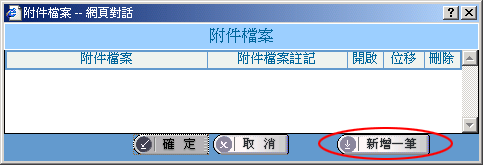 附件檔案 -- 網頁對話
附件檔案
附件檔案 附件檔案註記 開啟 位移 刪除
確 定 取 消 新增一筆